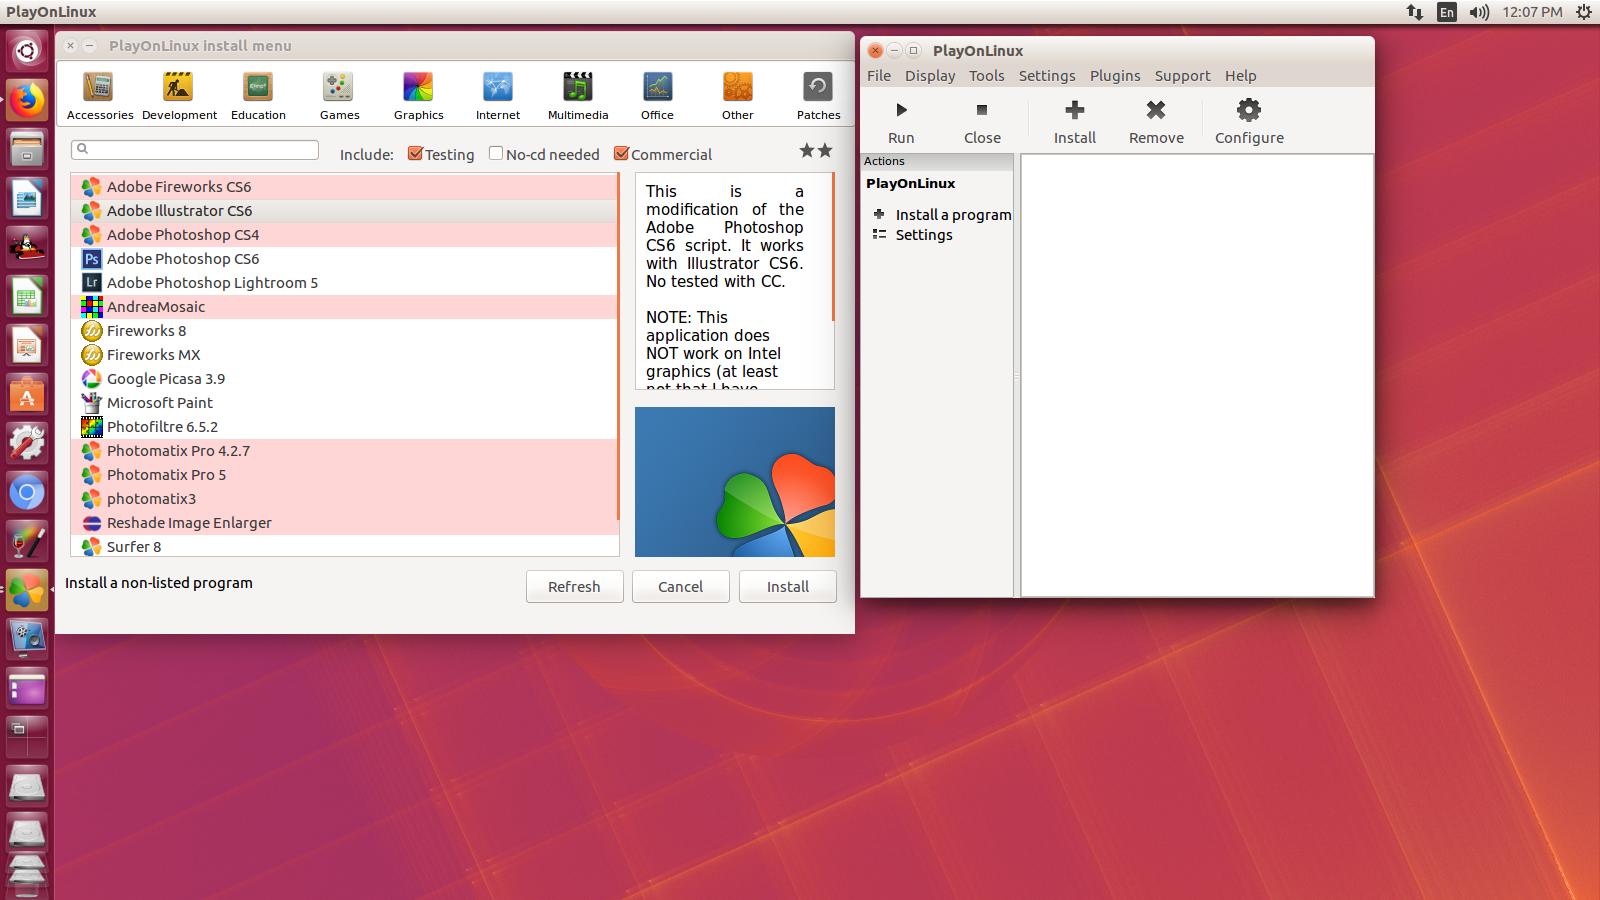 PlayOnLinux
En
12:07 PM
PlayOnLinux install menu
Accessories Development Education Games Graphics Internet Multimedia Office Other Patches
Include: Testing No-cd needed Commercial
Adobe Fireworks CS6
Adobe Illustrator CS6
Adobe Photoshop CS4
Ps Adobe Photoshop CS6
Lr Adobe Photoshop Lightroom 5
AndreaMosaic
Fireworks 8
Fireworks MX
Google Picasa 3.9
Microsoft Paint
Photofiltre 6.5.2
Photomatix Pro 4.2.7
Photomatix Pro 5
photomatix3
Reshade Image Enlarger
Surfer 8
This is a
modification of the
Adobe Photoshop
CS6 script. It works
with Illustrator CS6.
No tested with CC.
NOTE: This
application does
NOT work on Intel
graphics (at least
not that I have
Install a non-listed program
Refresh Cancel Install
PlayOnLinux
File Display Tools Settings Plugins Support Help
Run Close Install Remove Configure
Actions
PlayOnLinux
Install a program
Settings